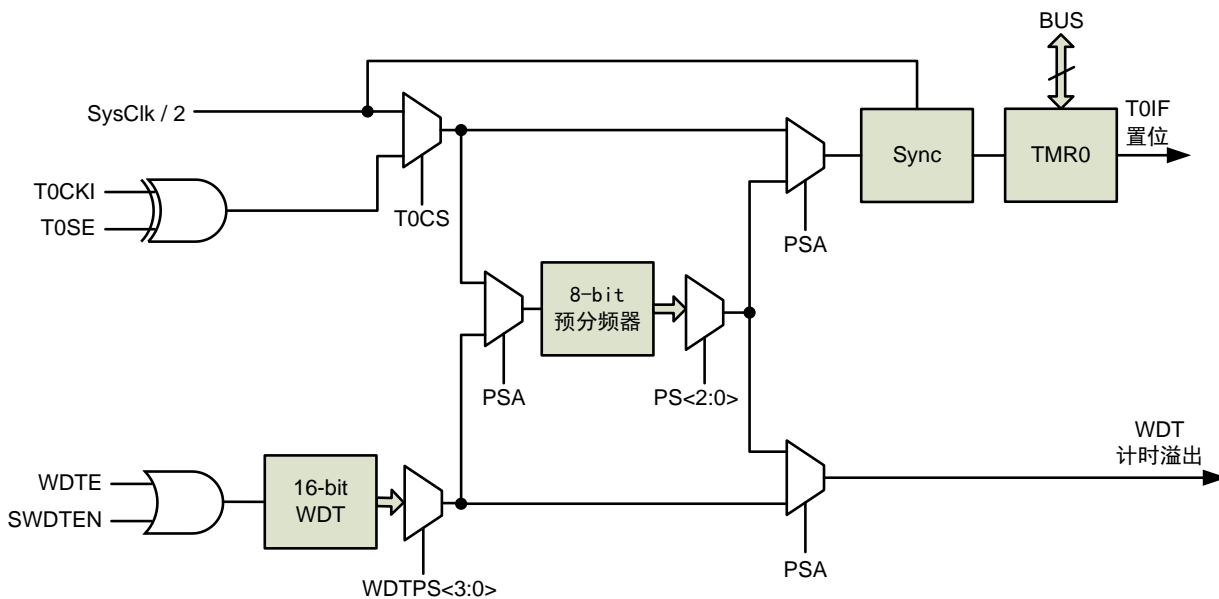 BUS
SysClk / 2
T0IF
置位
Sync
TMR0
T0CKI
T0SE
T0CS
PSA
8-bit
预分频器
PSA
PS<2:0>
WDT
计时溢出
WDTE
SWDTEN
16-bit
WDT
PSA
WDTPS<3:0>